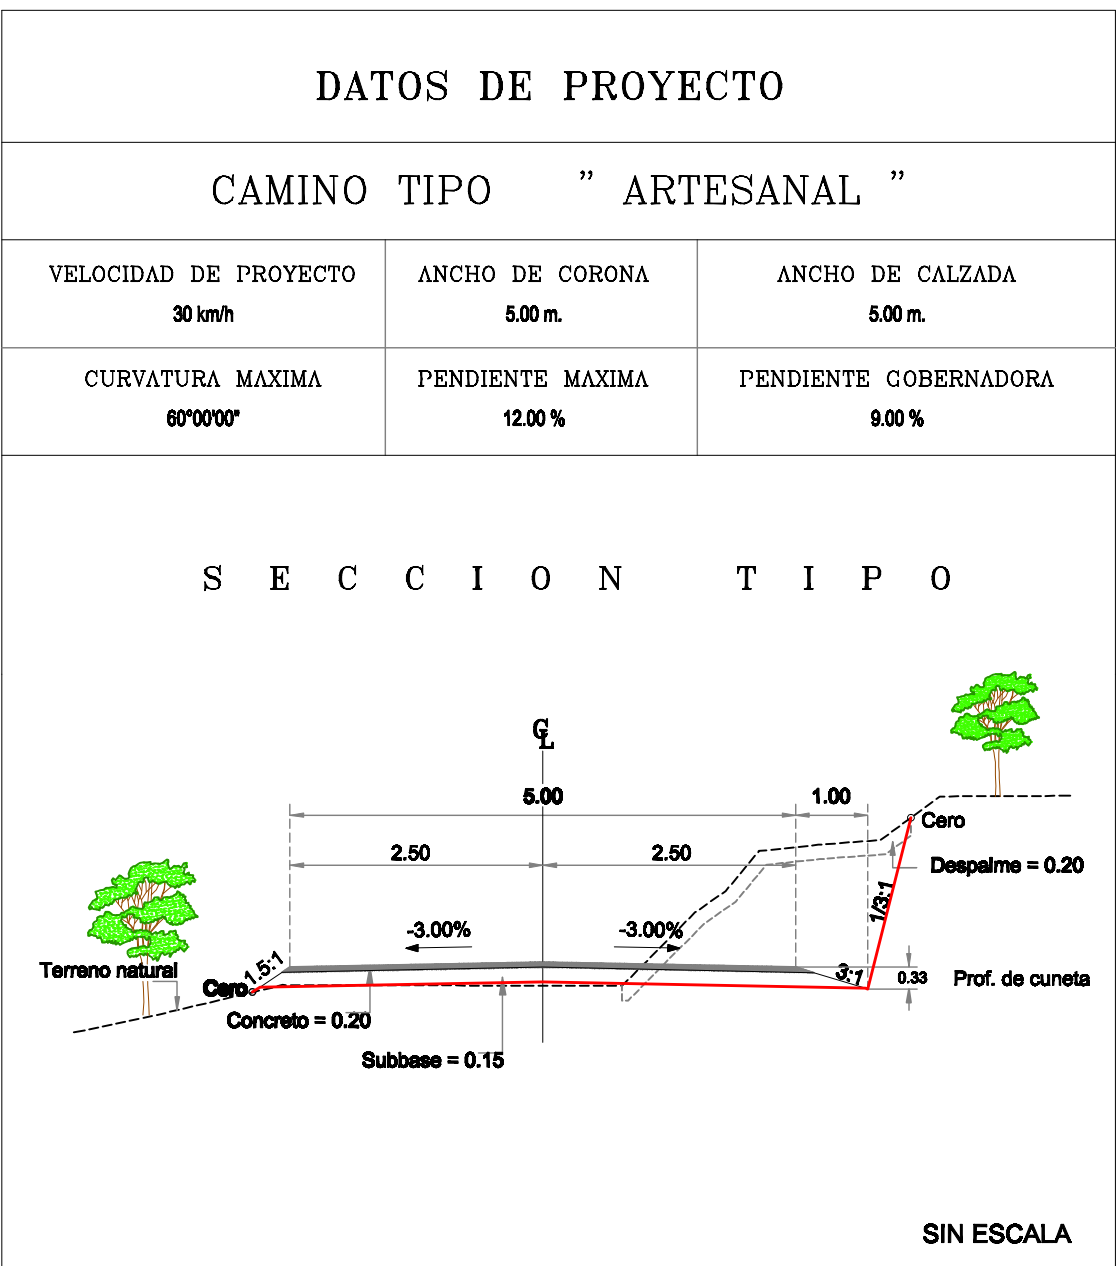 DATOS DE PROYECTO
CAMINO TIPO " ARTESANAL "
VELOCIDAD DE PROYECTO
30 km/h
ANCHO DE CORONA
5.00 m.
ANCHO DE CALZADA
5.00 m.
CURVATURA MAXIMA
60°00'00"
PENDIENTE MAXIMA
12.00 %
PENDIENTE GOBERNADORA
9.00 %
SECCION TIPO
CL
5.00
1.00
Cero
2.50
2.50
Despalme = 0.20
1/3:1
-3.00%
-3.00%
1.5:1
Terreno natural
3:1
0.33
Prof. de cuneta
Cero
Concreto = 0.20
Subbase = 0.15
SIN ESCALA